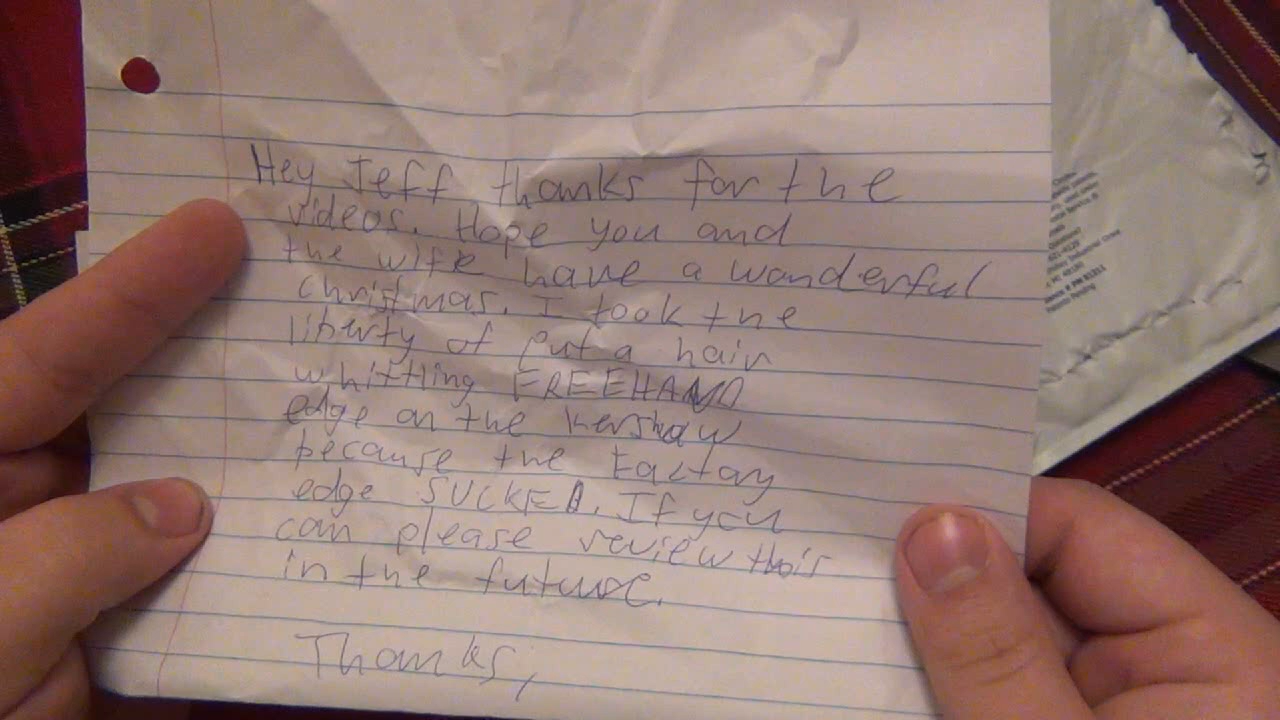 Hey Jeff thanks for the
videos. Hope you and
the wife have a wonderful
christmas. I took the
liberty of put a hair
whittling FREEHAND
edge on the kershaw
because the factory
edge SUCKED. If you
can please review this
in the future.
Thanks,